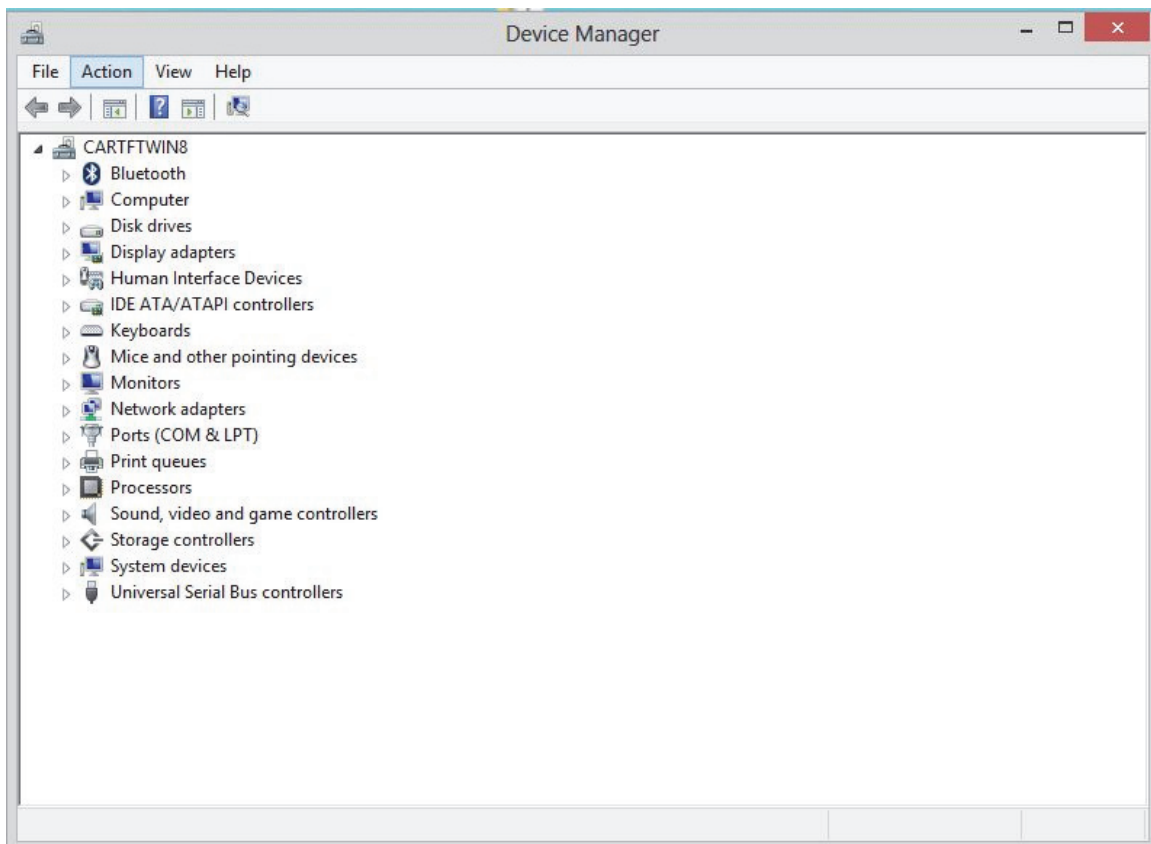 Device Manager
File Action View Help
CARTFTWIN8
Bluetooth
Computer
Disk drives
Display adapters
Human Interface Devices
IDE ATA/ATAPI controllers
Keyboards
Mice and other pointing devices
Monitors
Network adapters
Ports (COM & LPT)
Print queues
Processors
Sound, video and game controllers
Storage controllers
System devices
Universal Serial Bus controllers